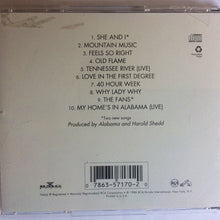 1. SHE AND I*
2. MOUNTAIN MUSIC
3. FEELS SO RIGHT
4. OLD FLAME
5. TENNESSEE RIVER (LIVE)
6. LOVE IN THE FIRST DEGREE
7. 40 HOUR WEEK
8. WHY LADY WHY
9. THE FANS*
10. MY HOME'S IN ALABAMA (LIVE)
*Two new songs
Produced by Alabama and Harold Shedd
0 7863-57170-2 0